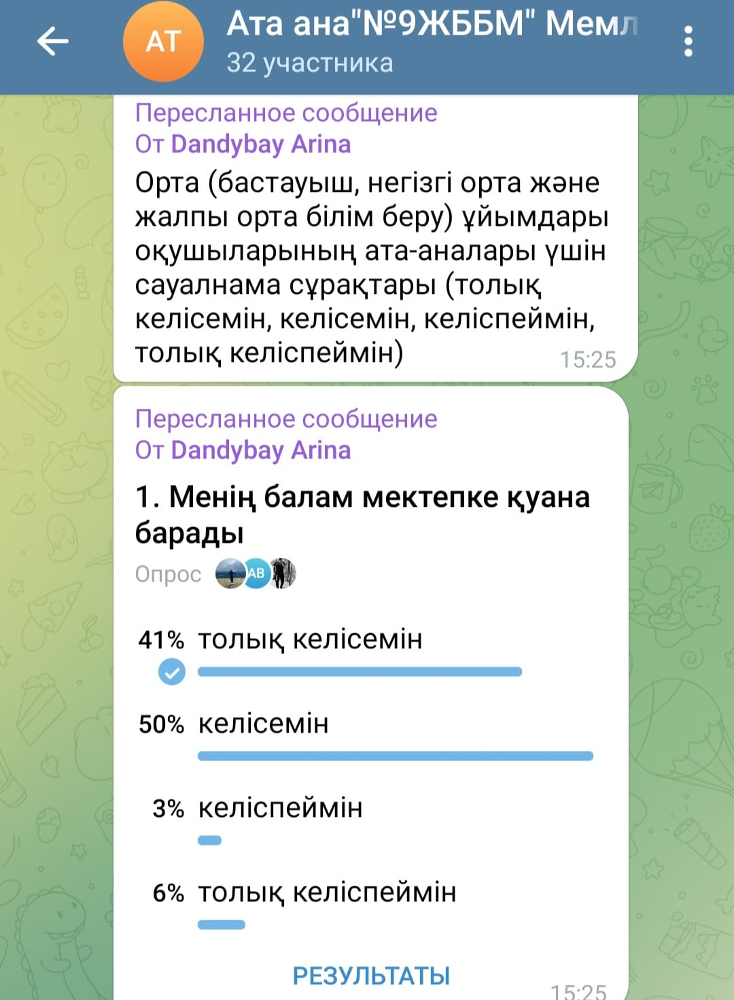 АТ
Ата ана"№9ЖББМ" Мемл
32 участника
Пересланное сообщение
От Dandybay Arina
Орта (бастауыш, негізгі орта және
жалпы орта білім беру) ұйымдары
оқушыларының ата-аналары үшін
сауалнама сұрақтары (толық
келісемін, келісемін, келіспеймін,
толық келіспеймін)
15:25
Пересланное сообщение
От Dandybay Arina
1. Менің балам мектепке қуана
барады
Опрос
АВ
41% толық келісемін
50% келісемін
3% келіспеймін
6% толық келіспеймін
РЕЗУЛЬТАТЫ
15:25